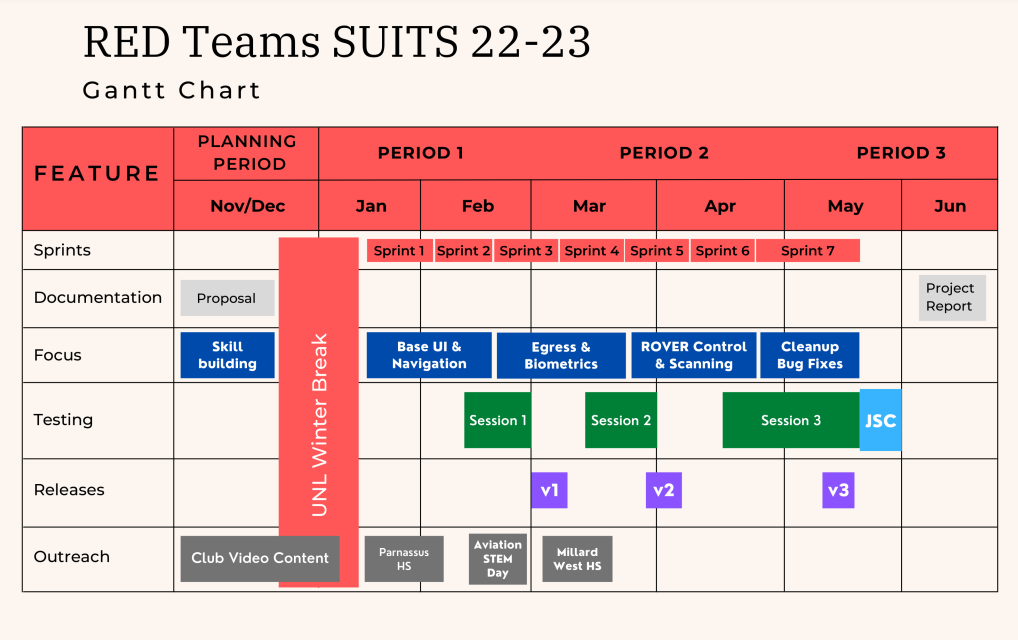 RED Teams SUITS 22-23
Gantt Chart
FEATURE
PLANNING
PERIOD
PERIOD 1
PERIOD 2
PERIOD 3
Nov/Dec
Jan
Feb
Mar
Apr
May
Jun
Sprints
Sprint 1
Sprint 2
Sprint 3
Sprint 4
Sprint 5
Sprint 6
Sprint 7
UNL Winter Break
Documentation
Proposal
Project
Report
Focus
Skill
building
Base UI &
Navigation
Egress &
Biometrics
ROVER Control
& Scanning
Cleanup
Bug Fixes
Testing
Session 1
Session 2
Session 3
JSC
Releases
v1
v2
v3
Outreach
Club Video Content
Parnassus
HS
Aviation
STEM
Day
Millard
West HS